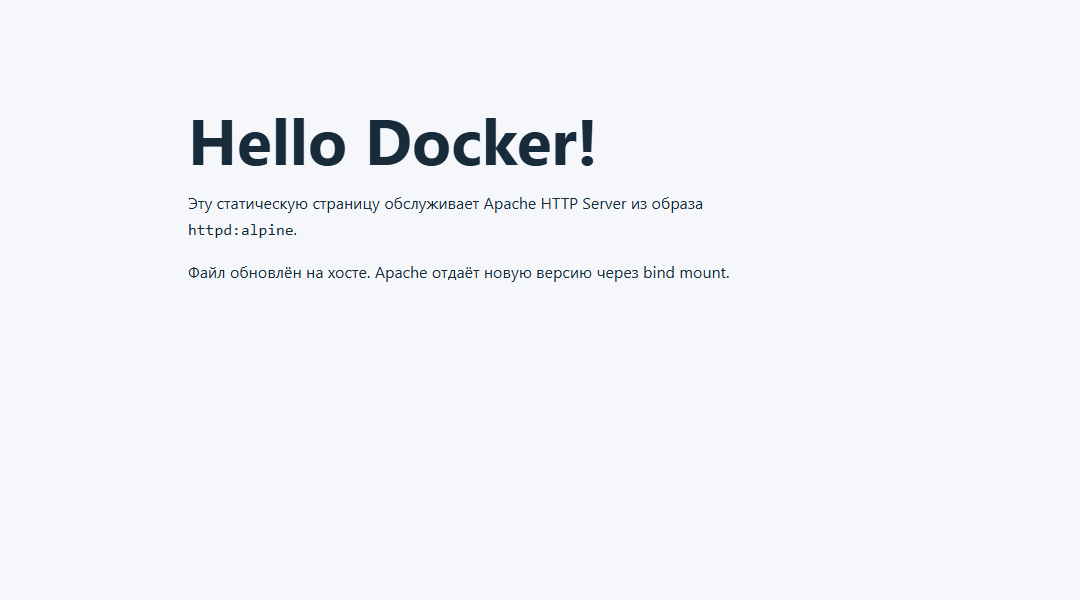 Hello Docker!
Эту статическую страницу обслуживает Apache HTTP Server из образа
httpd:alpine.
Файл обновлён на хосте. Apache отдаёт новую версию через bind mount.